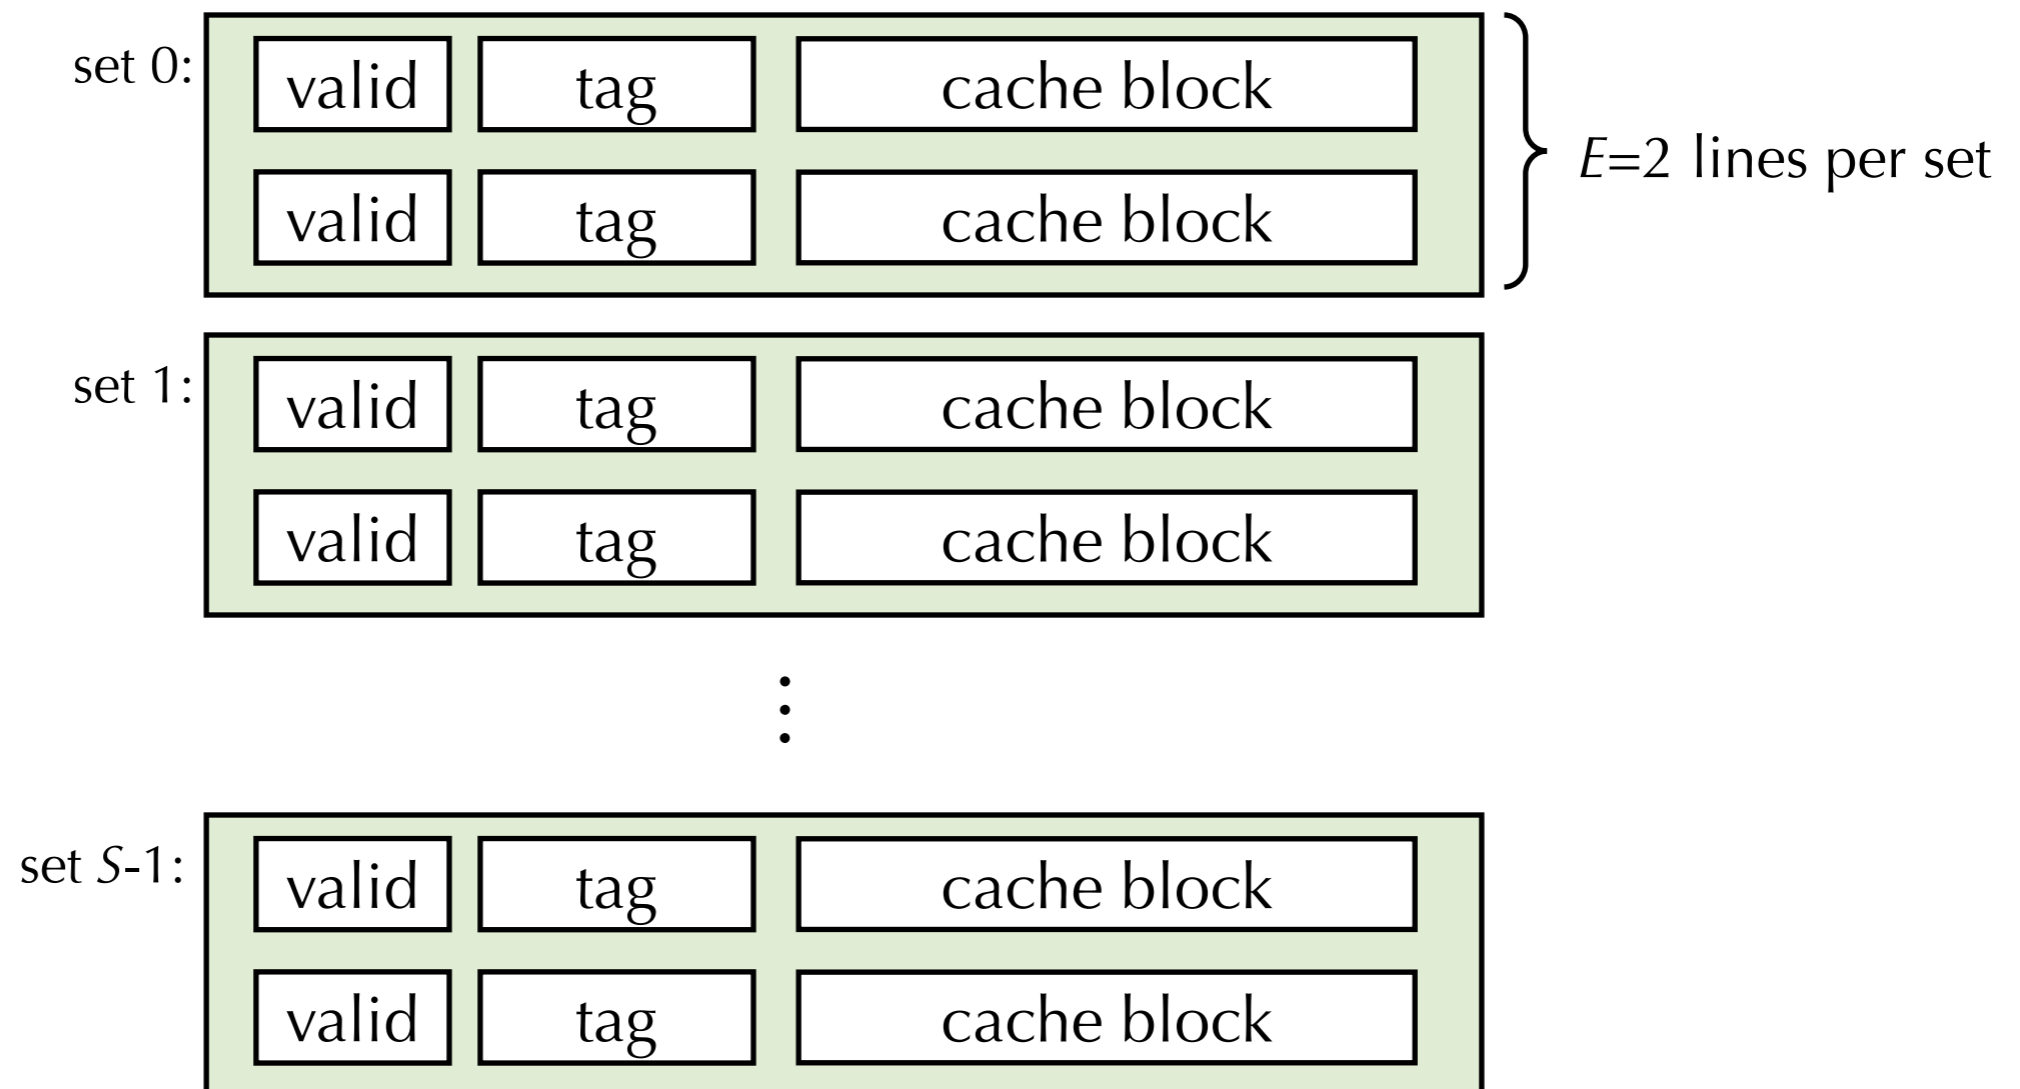 set 0:
valid tag cache block
valid tag cache block
E=2 lines per set
set 1:
valid tag cache block
valid tag cache block
⋮
set S-1:
valid tag cache block
valid tag cache block